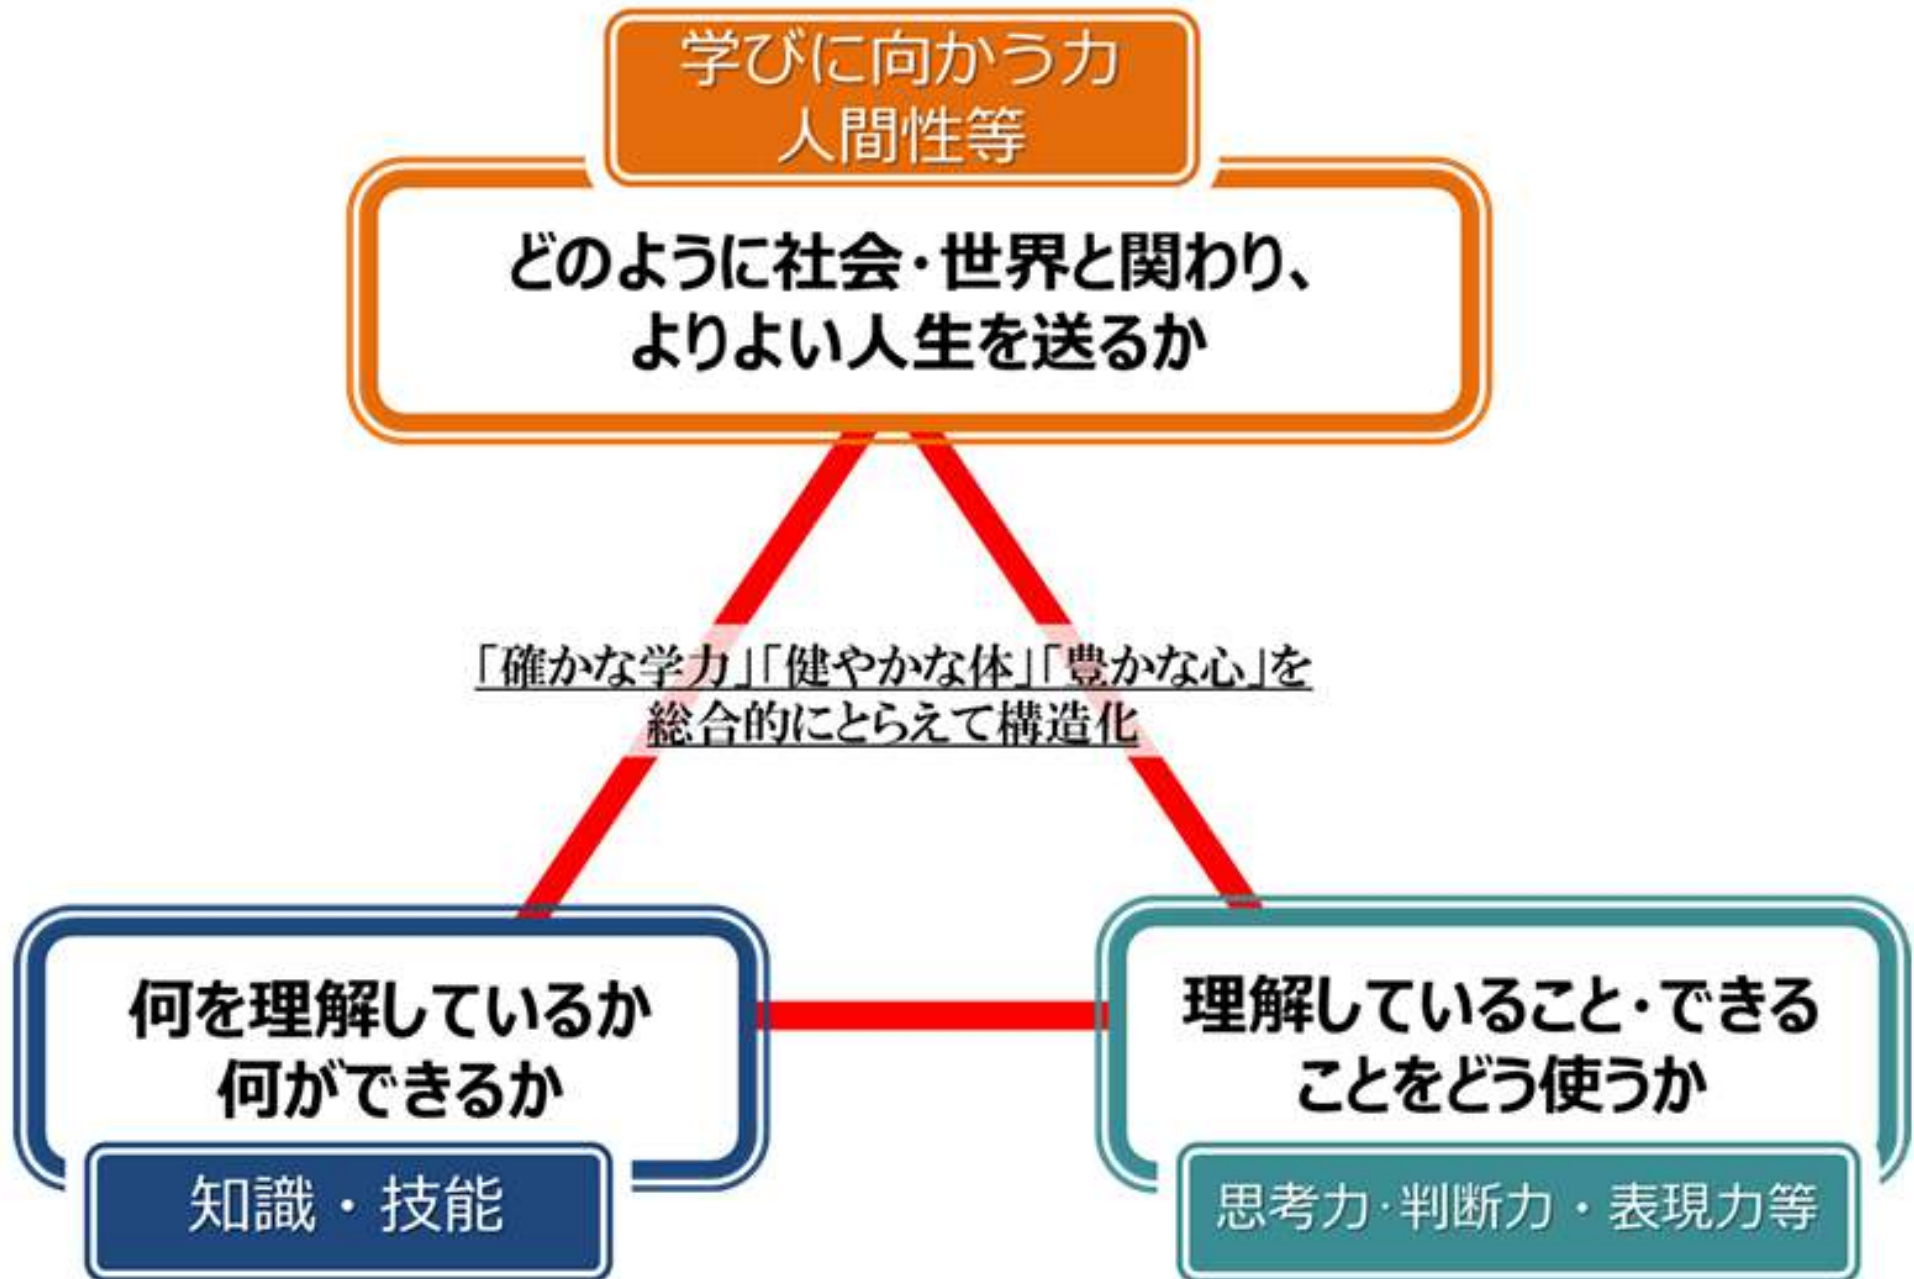 学びに向かう力
人間性等
どのように社会・世界と関わり、
よりよい人生を送るか
「確かな学力」「健やかな体」「豊かな心」を
総合的にとらえて構造化
何を理解しているか
何ができるか
知識・技能
理解していること・できる
ことをどう使うか
思考力・判断力・表現力等